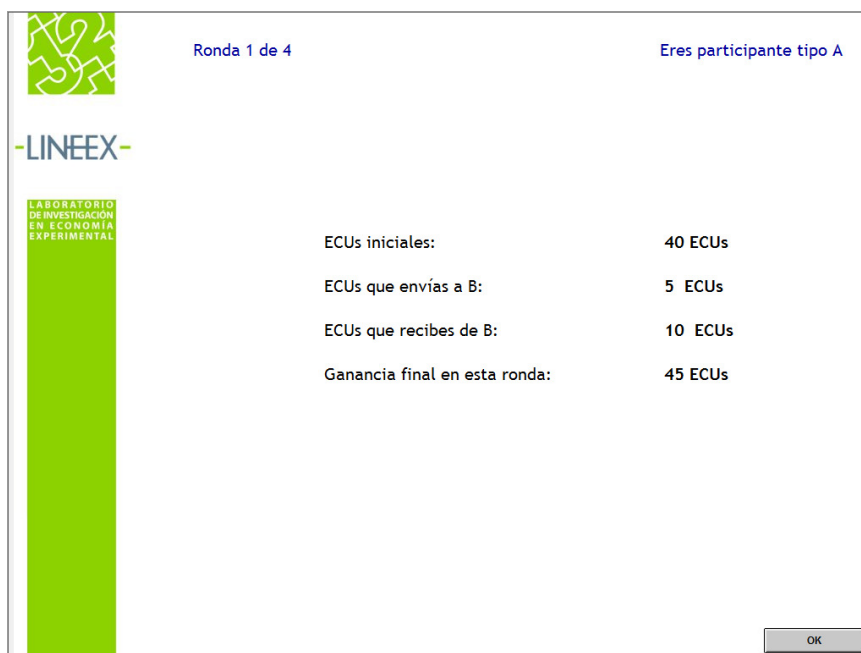 Ronda 1 de 4
Eres participante tipo A
-LINEEX-
LABORATORIO
DE INVESTIGACIÓN
EN ECONOMÍA
EXPERIMENTAL
ECUs iniciales: 40 ECUs
ECUs que envías a B: 5 ECUs
ECUs que recibes de B: 10 ECUs
Ganancia final en esta ronda: 45 ECUs
OK